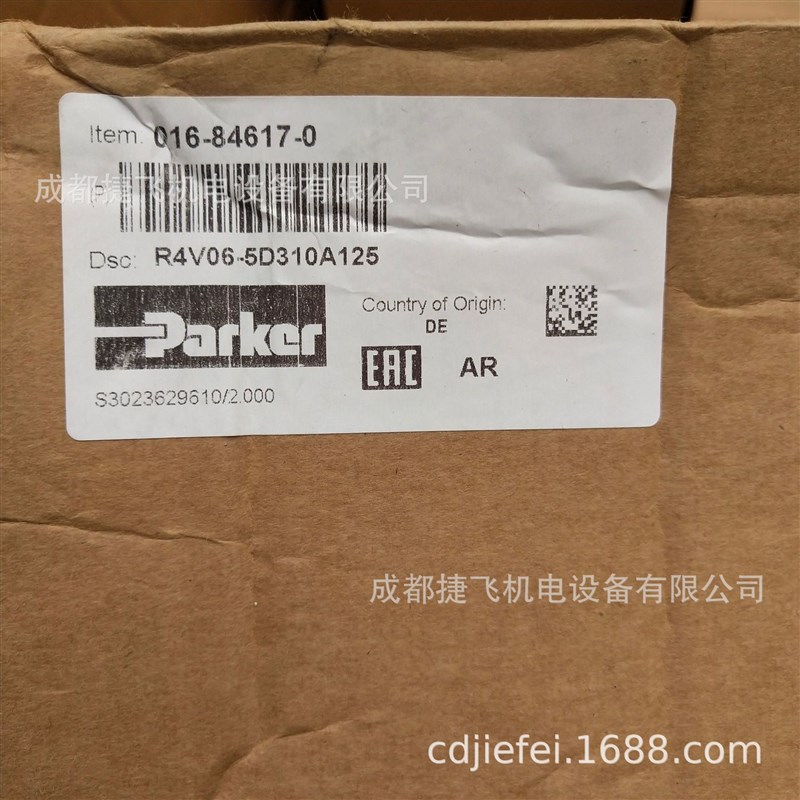 Item: 016-84617-0
成都捷飞机电设备有限公司
P
Dsc: R4V06-5D310A125
Parker
Country of Origin:
DE
EAC AR
S3023629610/2.000
成都捷飞机电设备有限公司
cdjiefei.1688.com